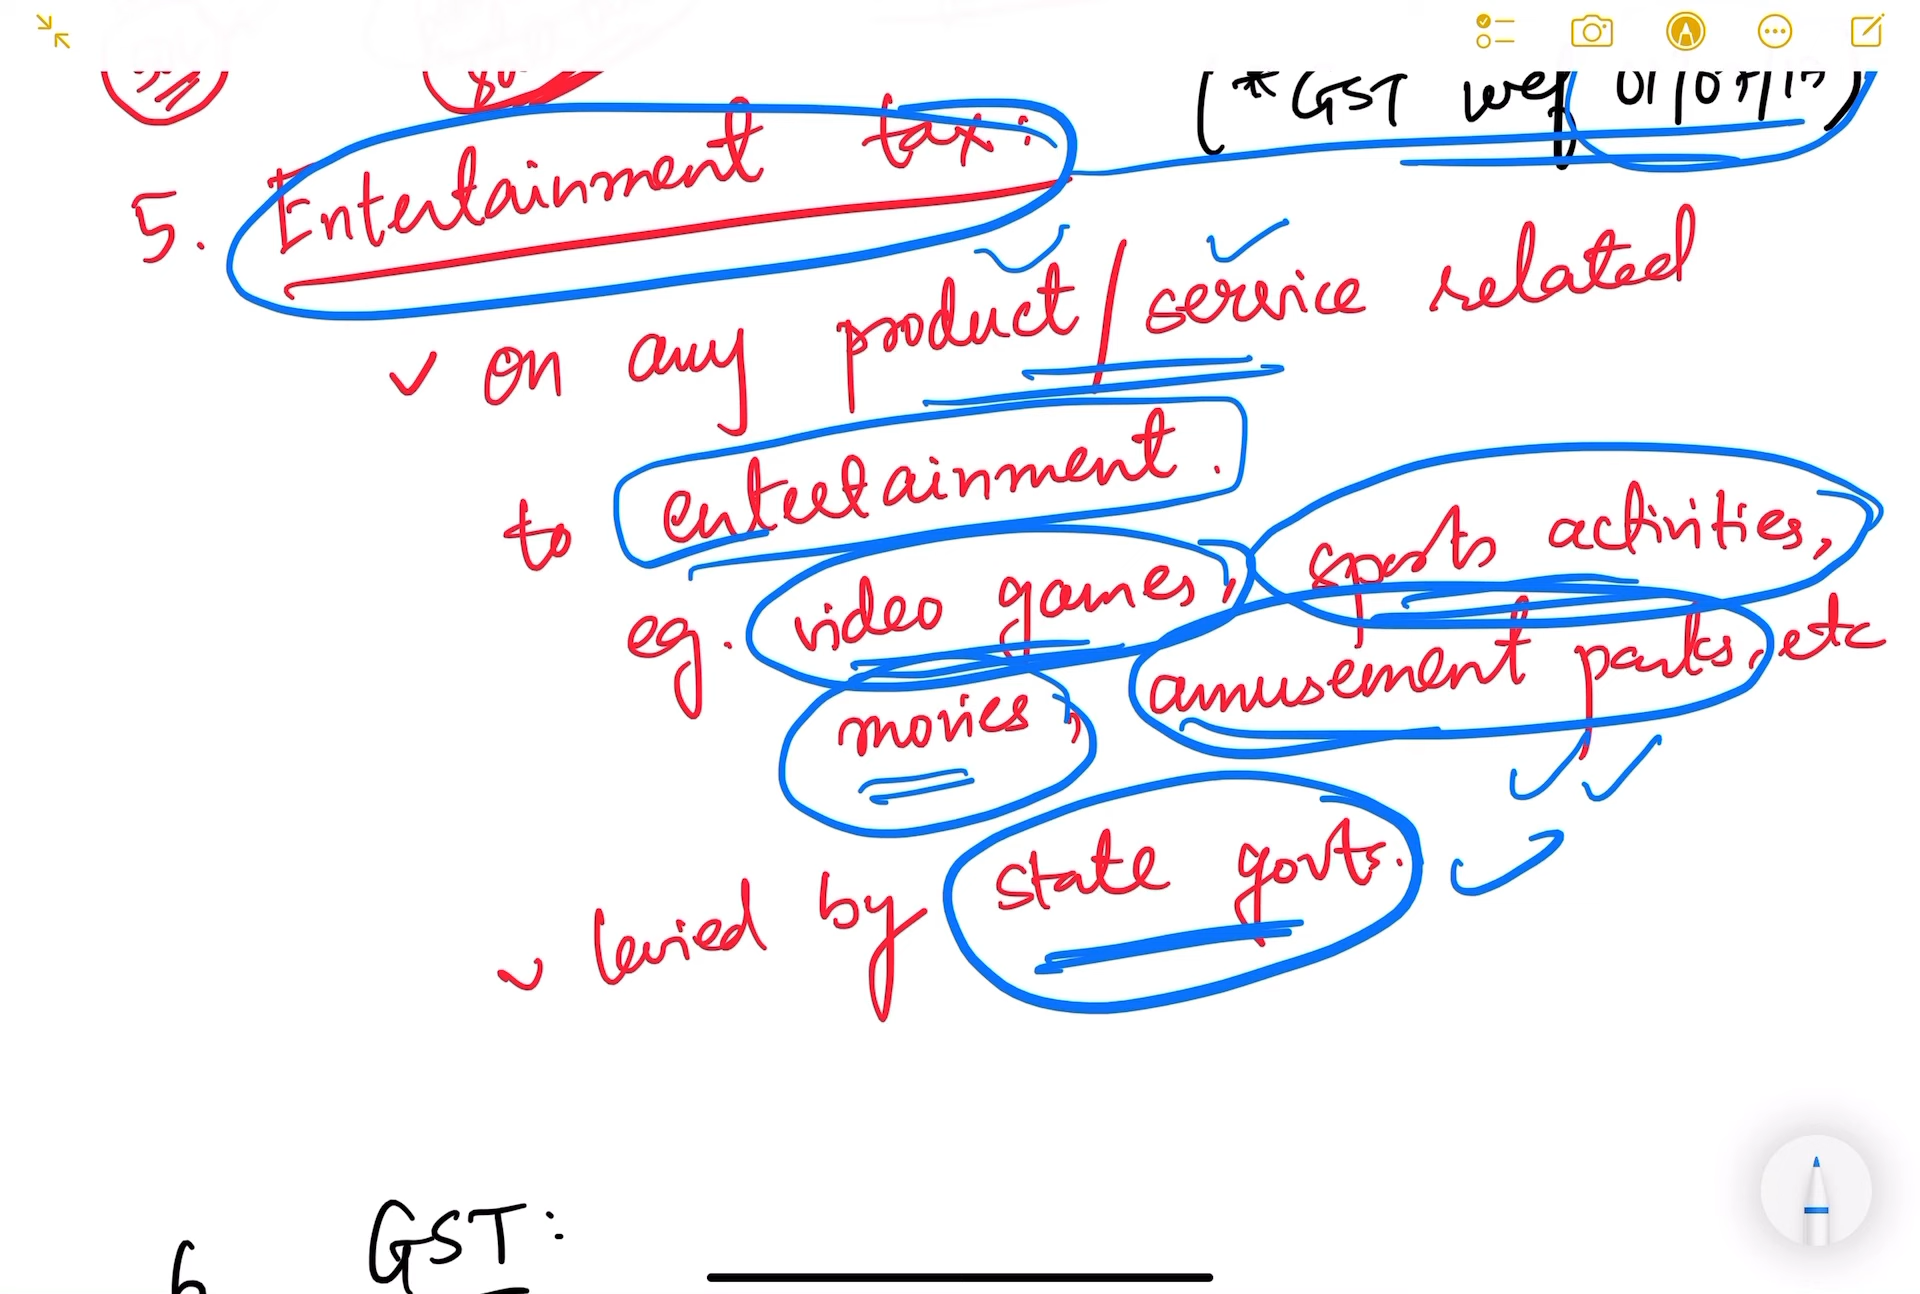 (*GST wef 01/07/17)
5. Entertainment tax:
✓ on any product/service related
to entertainment.
eg. video games, sports activities,
movies, amusement parks, etc
✓ levied by state govts.
6 GST: